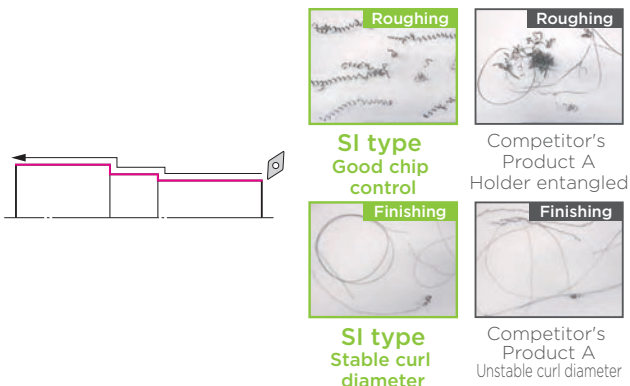 Roughing
SI type
Good chip
control
Roughing
Competitor's
Product A
Holder entangled
Finishing
SI type
Stable curl
diameter
Finishing
Competitor's
Product A
Unstable curl diameter